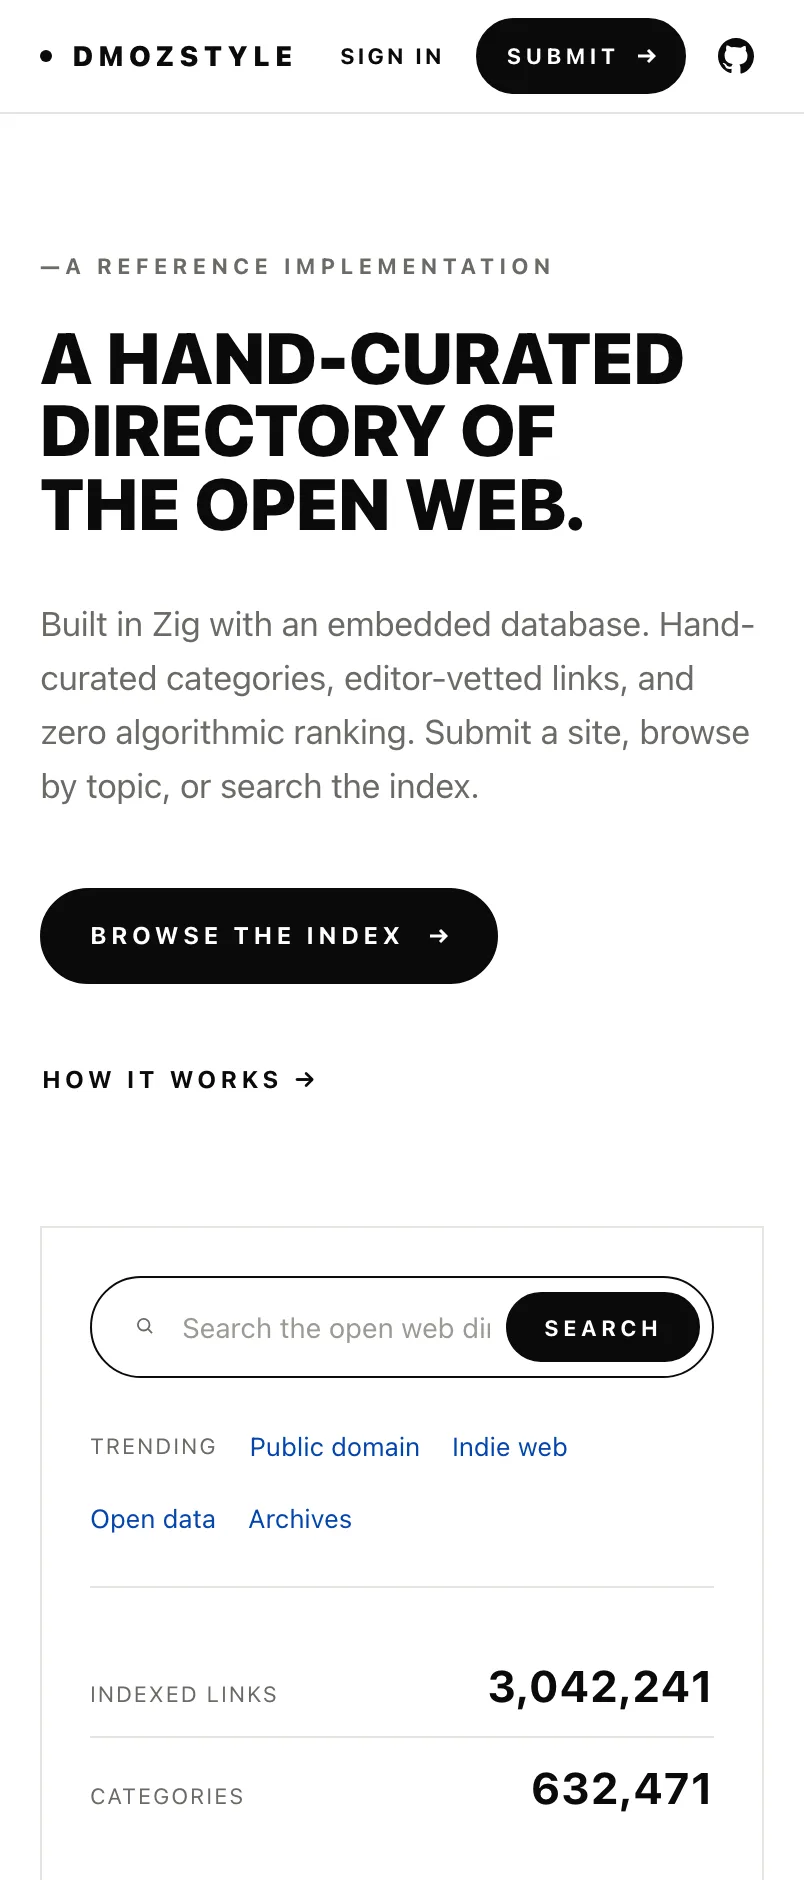 DMOZSTYLE SIGN IN SUBMIT →
—A REFERENCE IMPLEMENTATION
A HAND-CURATED
DIRECTORY OF
THE OPEN WEB.
Built in Zig with an embedded database. Hand-
curated categories, editor-vetted links, and
zero algorithmic ranking. Submit a site, browse
by topic, or search the index.
BROWSE THE INDEX →
HOW IT WORKS →
Search the open web dir SEARCH
TRENDING Public domain Indie web
Open data Archives
INDEXED LINKS 3,042,241
CATEGORIES 632,471